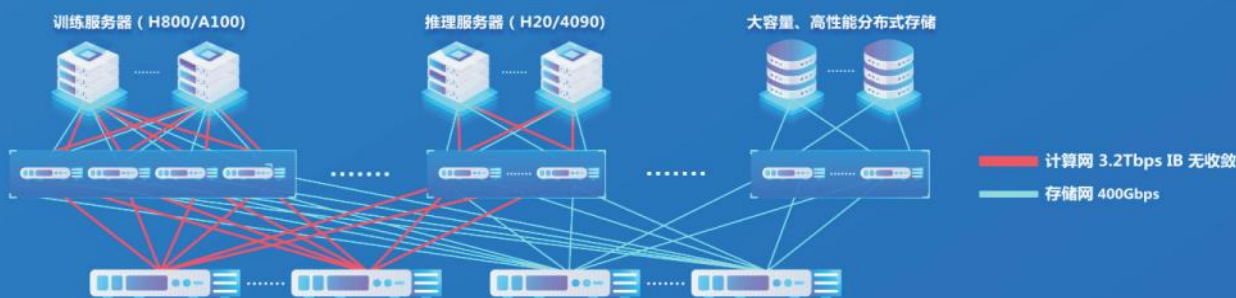 训练服务器（H800/A100）
推理服务器（H20/4090）
大容量、高性能分布式存储
计算网 3.2Tbps IB 无收敛
存储网 400Gbps